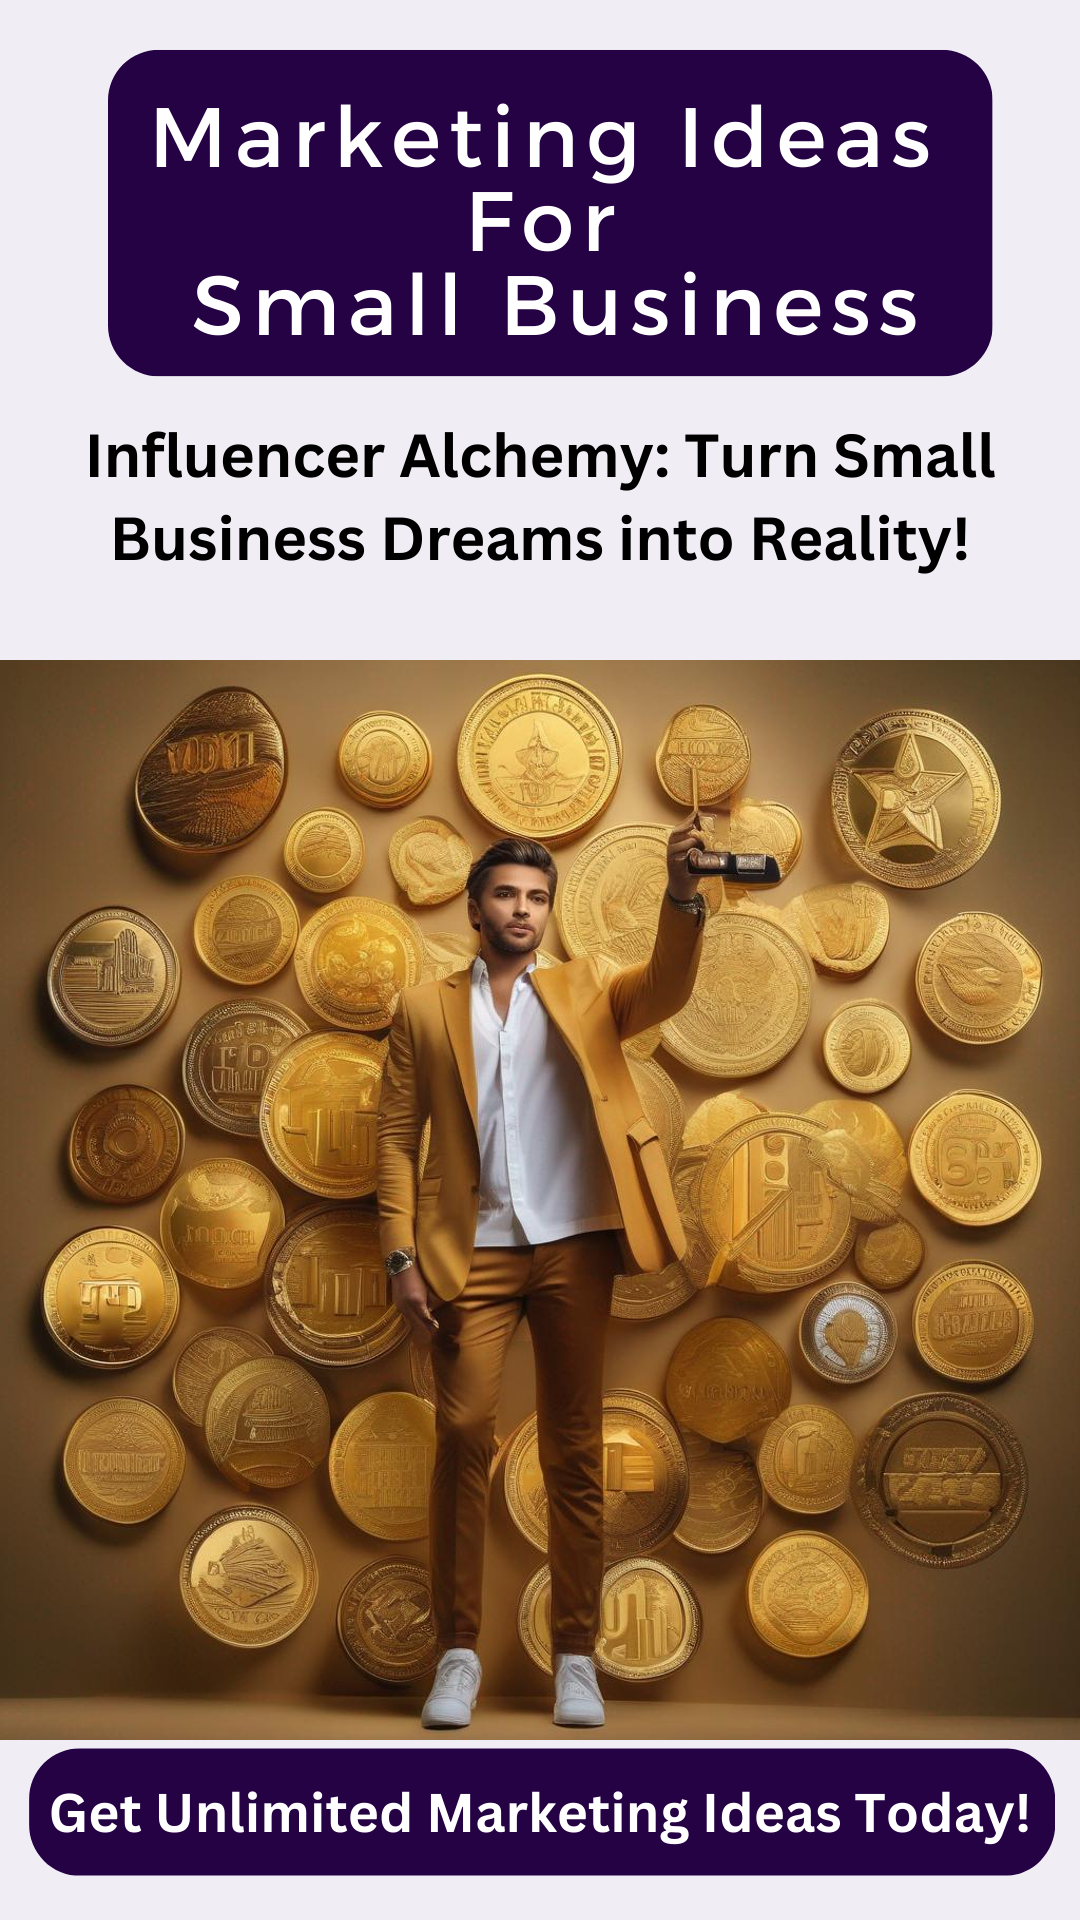 Marketing Ideas
For
Small Business
Influencer Alchemy: Turn Small
Business Dreams into Reality!
Get Unlimited Marketing Ideas Today!